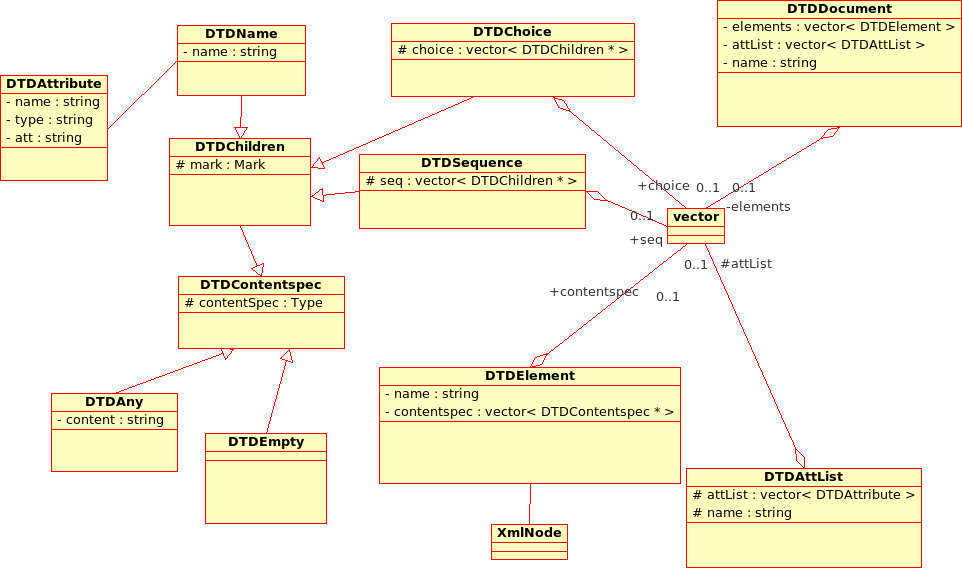 DTDDocument
- elements : vector< DTDElement >
- attList : vector< DTDAttList >
- name : string
DTDName
- name : string
DTDChoice
# choice : vector< DTDChildren * >
DTDAttribute
- name : string
- type : string
- att : string
DTDChildren
# mark : Mark
DTDSequence
# seq : vector< DTDChildren * >
+choice 0..1 0..1
-elements
0..1
vector
+seq
0..1 #attList
DTDContentspec
# contentSpec : Type
+contentspec 0..1
DTDElement
- name : string
- contentspec : vector< DTDContentspec * >
DTDAny
- content : string
DTDEmpty
DTDAttList
# attList : vector< DTDAttribute >
# name : string
XmlNode